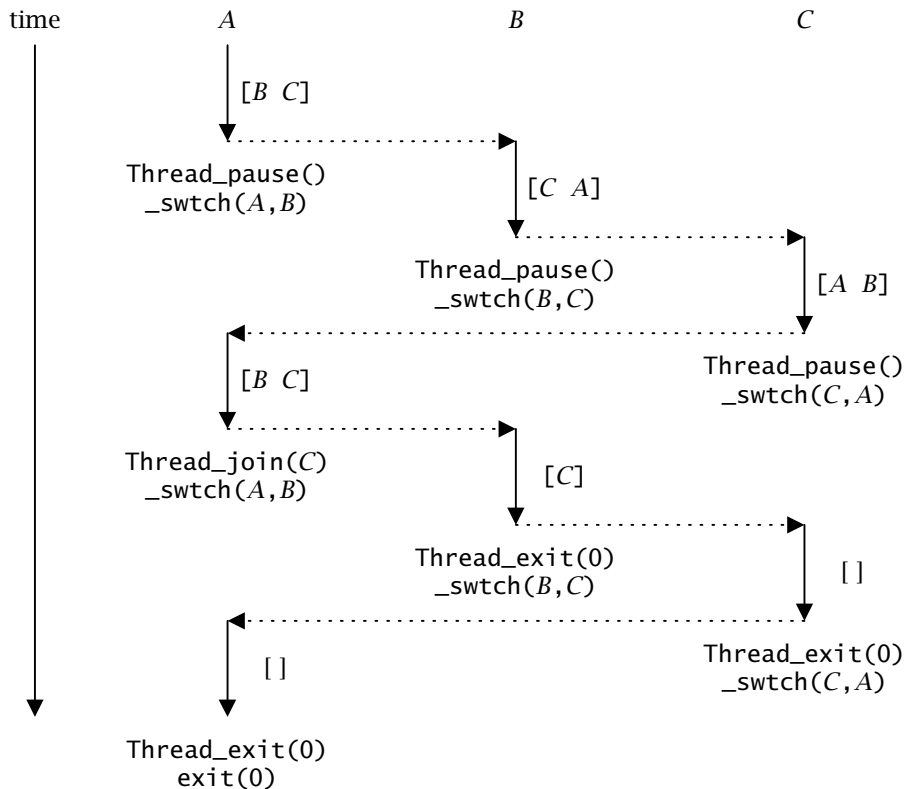 time A B C
[B C]
Thread_pause()
_swtch(A,B)
[C A]
Thread_pause()
_swtch(B,C)
[A B]
Thread_pause()
_swtch(C,A)
[B C]
Thread_join(C)
_swtch(A,B)
[C]
Thread_exit(0)
_swtch(B,C)
[]
Thread_exit(0)
_swtch(C,A)
[]
Thread_exit(0)
exit(0)